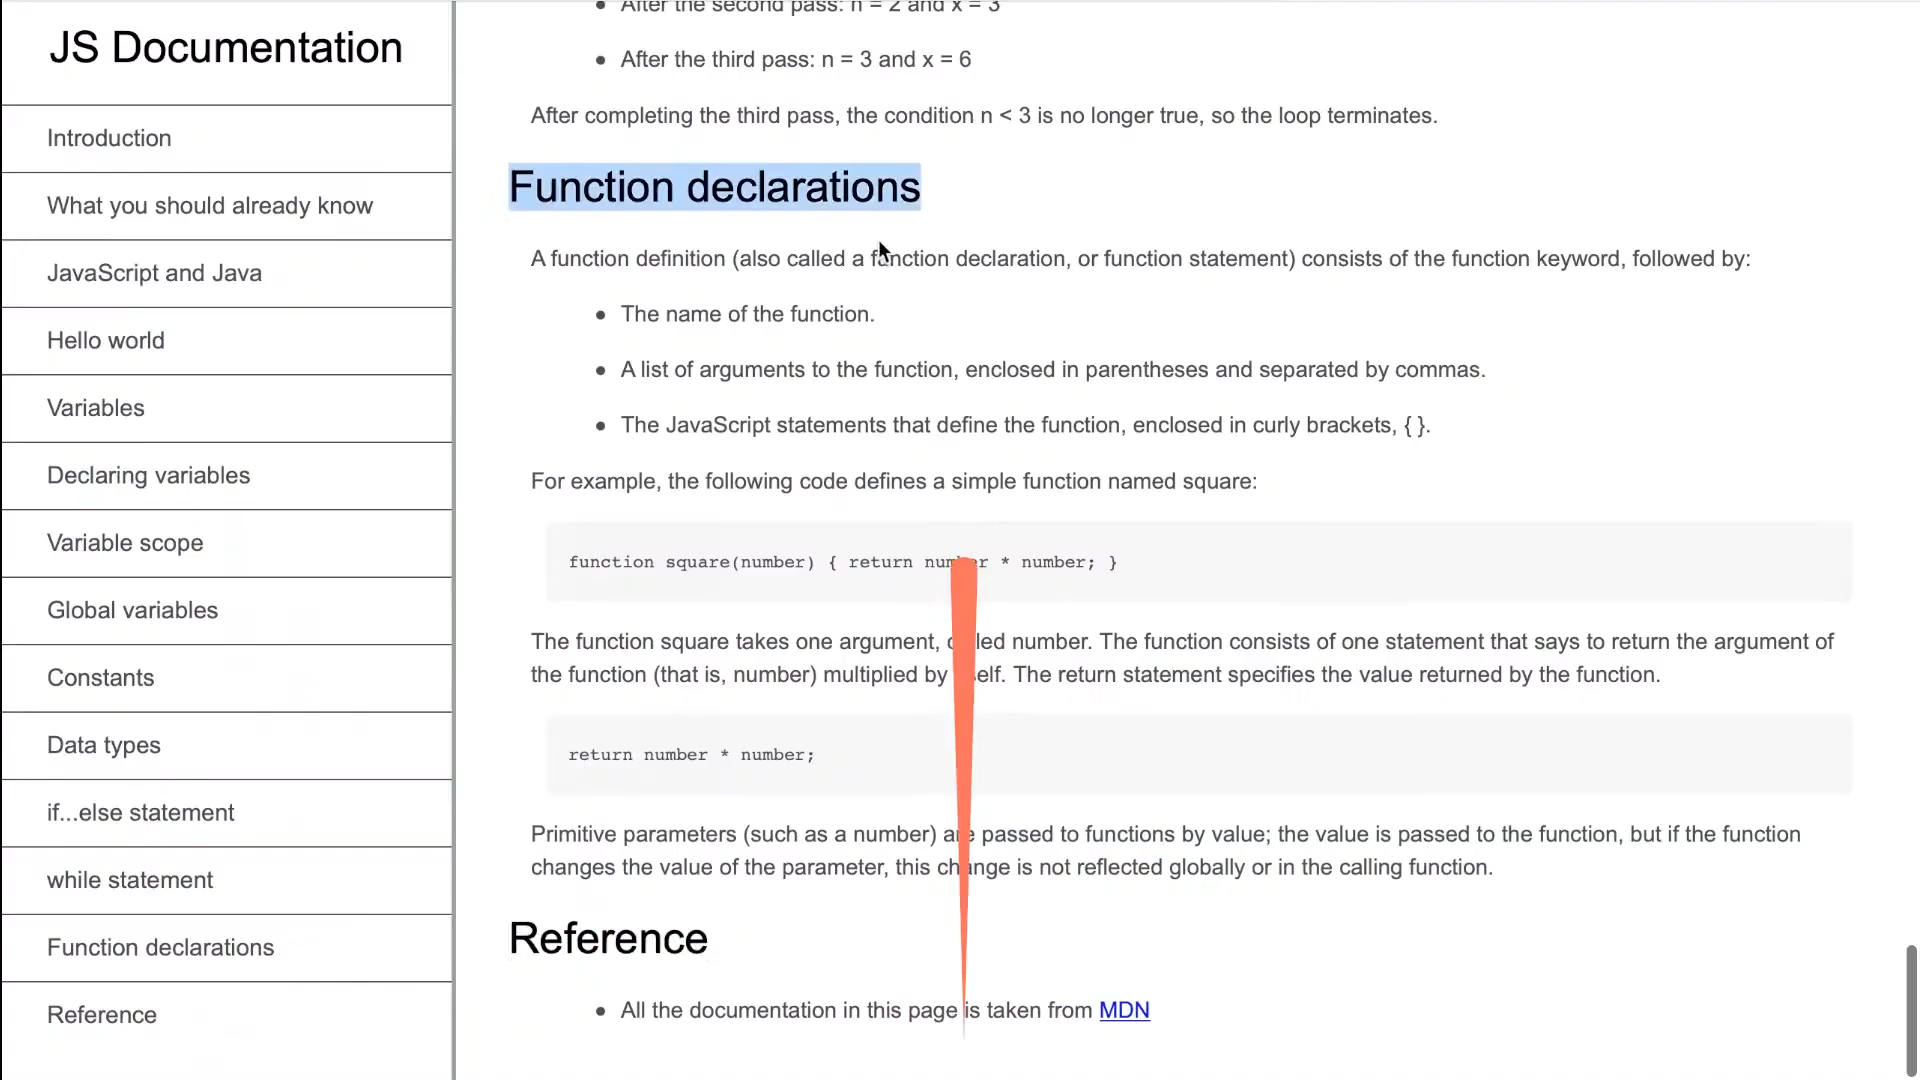 JS Documentation
Introduction
What you should already know
JavaScript and Java
Hello world
Variables
Declaring variables
Variable scope
Global variables
Constants
Data types
if...else statement
while statement
Function declarations
Reference
After the second pass: n = 2 and x = 3
After the third pass: n = 3 and x = 6
After completing the third pass, the condition n < 3 is no longer true, so the loop terminates.
Function declarations
A function definition (also called a function declaration, or function statement) consists of the function keyword, followed by:
The name of the function.
A list of arguments to the function, enclosed in parentheses and separated by commas.
The JavaScript statements that define the function, enclosed in curly brackets, { }.
For example, the following code defines a simple function named square:
function square(number) { return number * number; }
The function square takes one argument, called number. The function consists of one statement that says to return the argument of
the function (that is, number) multiplied by itself. The return statement specifies the value returned by the function.
return number * number;
Primitive parameters (such as a number) are passed to functions by value; the value is passed to the function, but if the function
changes the value of the parameter, this change is not reflected globally or in the calling function.
Reference
All the documentation in this page is taken from MDN